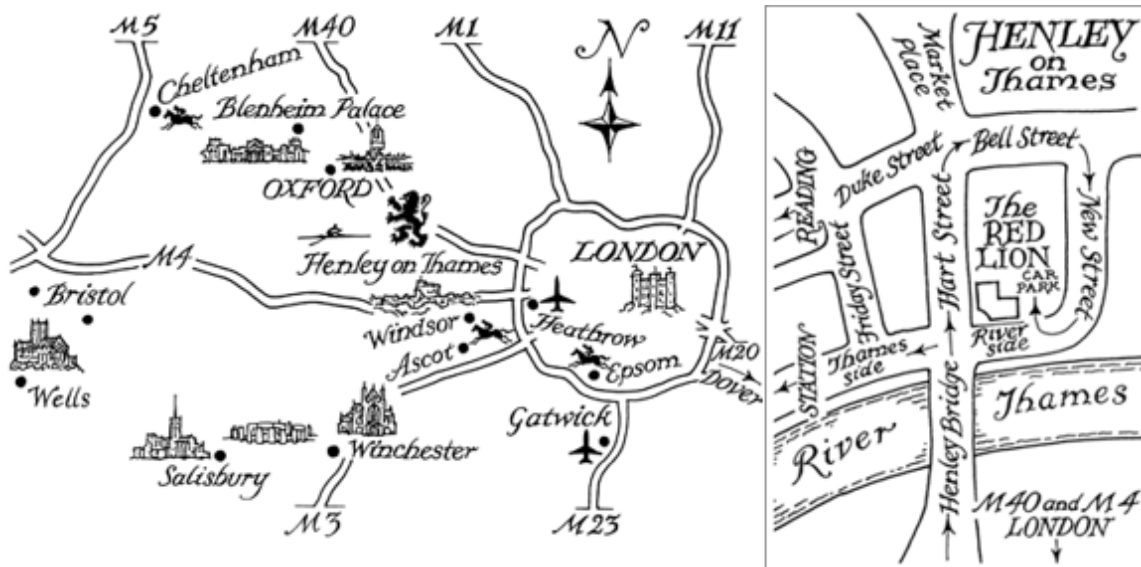 M5
M40
M1
M11
N
Cheltenham
Blenheim Palace
OXFORD
M4
Henley on Thames
LONDON
Bristol
Windsor
Heathrow
Ascot
Epsom
M20
Dover
Wells
Gatwick
Winchester
Salisbury
M3
M23
HENLEY
on
Thames
Market
Place
Bell Street
Duke Street
READING
Hart Street
New Street
The
RED
LION
CAR
PARK
Friday Street
River
side
Thames
side
STATION
Thames
River
Henley Bridge
M40 and M4
LONDON